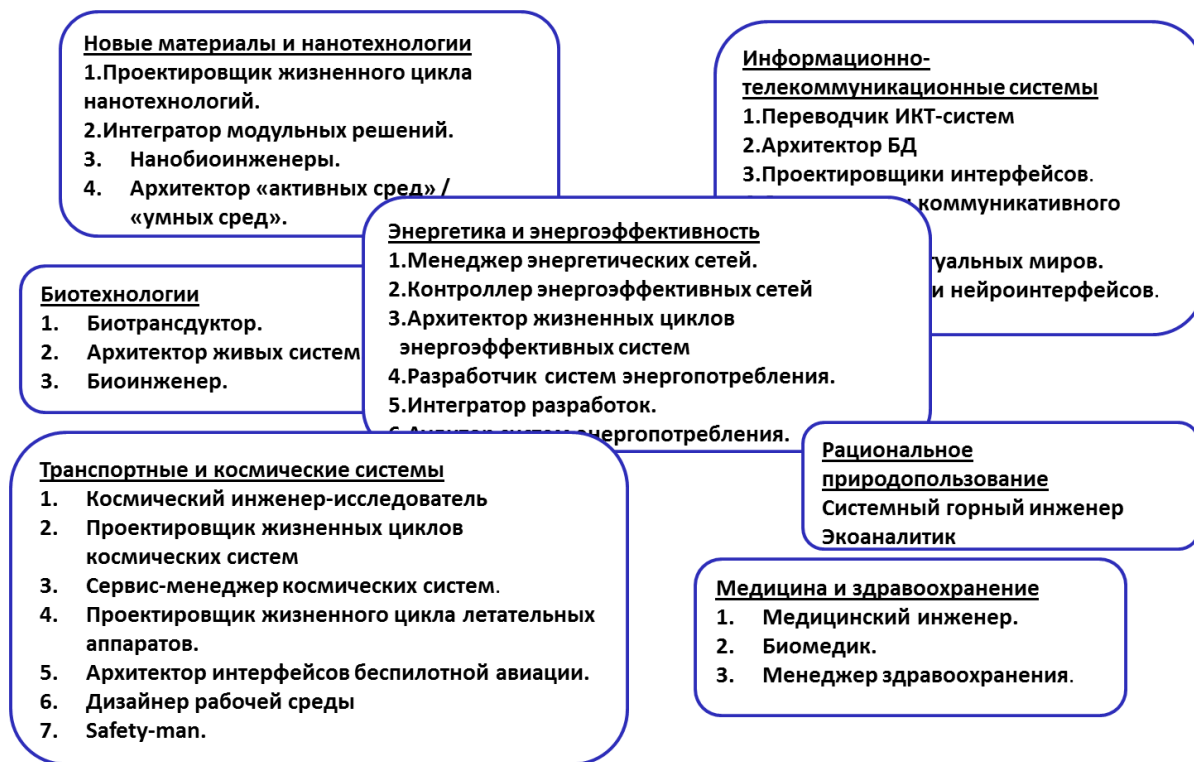 Новые материалы и нанотехнологии
1.Проектировщик жизненного цикла
нанотехнологий.
2.Интегратор модульных решений.
3. Нанобиоинженеры.
4. Архитектор «активных сред» /
«умных сред».
Информационно-
телекоммуникационные системы
1.Переводчик ИКТ-систем
2.Архитектор БД
3.Проектировщики интерфейсов.
коммуникативного
туальных миров.
и нейроинтерфейсов.
Энергетика и энергоэффективность
1.Менеджер энергетических сетей.
2.Контроллер энергоэффективных сетей
3.Архитектор жизненных циклов
энергоэффективных систем
4.Разработчик систем энергопотребления.
5.Интегратор разработок.
6.Аудитор систем энергопотребления.
Биотехнологии
1. Биотрансдуктор.
2. Архитектор живых систем
3. Биоинженер.
Транспортные и космические системы
1. Космический инженер-исследователь
2. Проектировщик жизненных циклов
космических систем
3. Сервис-менеджер космических систем.
4. Проектировщик жизненного цикла летательных
аппаратов.
5. Архитектор интерфейсов беспилотной авиации.
6. Дизайнер рабочей среды
7. Safety-man.
Рациональное
природопользование
Системный горный инженер
Экоаналитик
Медицина и здравоохранение
1. Медицинский инженер.
2. Биомедик.
3. Менеджер здравоохранения.